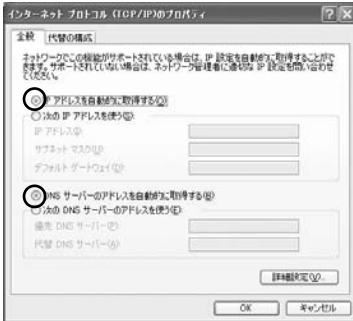 インターネット プロトコル (TCP/IP)のプロパティ
全般 代替の構成
ネットワークでこの機能がサポートされている場合は、IP 設定を自動的に取得することがで
きます。サポートされていない場合は、ネットワーク管理者に適切な IP 設定を問い合わせ
てください。
IP アドレスを自動的に取得する(O)
次の IP アドレスを使う(S):
IP アドレス(I):
サブネット マスク(U):
デフォルト ゲートウェイ(D):
DNS サーバーのアドレスを自動的に取得する(B)
次の DNS サーバーのアドレスを使う(E):
優先 DNS サーバー(P):
代替 DNS サーバー(A):
詳細設定(V)...
OK キャンセル